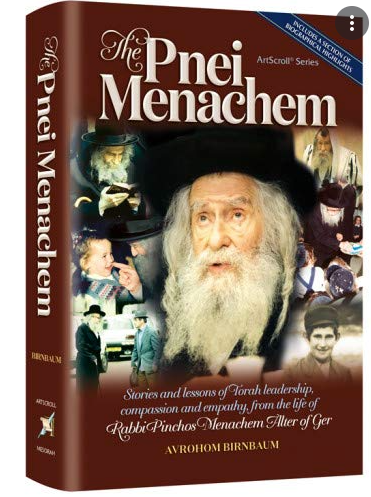 The Pnei Menachem
BIRNBAUM
ARTSCROLL
MESORAH
INCLUDES A SECTION OF
BIOGRAPHICAL HIGHLIGHTS
ArtScroll® Series
The
Pnei
Menachem
Stories and lessons of Torah leadership,
compassion and empathy, from the life of
Rabbi Pinchos Menachem Alter of Ger
AVROHOM BIRNBAUM